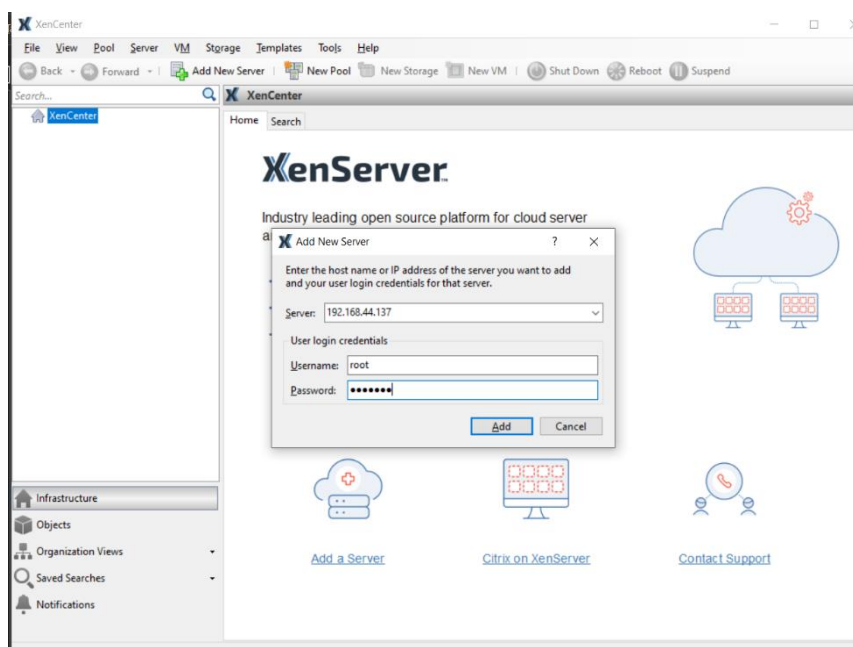 XenCenter
File View Pool Server VM Storage Templates Tools Help
Back Forward Add New Server New Pool New Storage New VM Shut Down Reboot Suspend
Search...
XenCenter
XenCenter
Home Search
XenServer
Industry leading open source platform for cloud server
a
Add New Server
Enter the host name or IP address of the server you want to add
and your user login credentials for that server.
Server: 192.168.44.137
User login credentials
Username: root
Password: •••••••
Add Cancel
Infrastructure
Objects
Organization Views
Saved Searches
Notifications
Add a Server Citrix on XenServer Contact Support